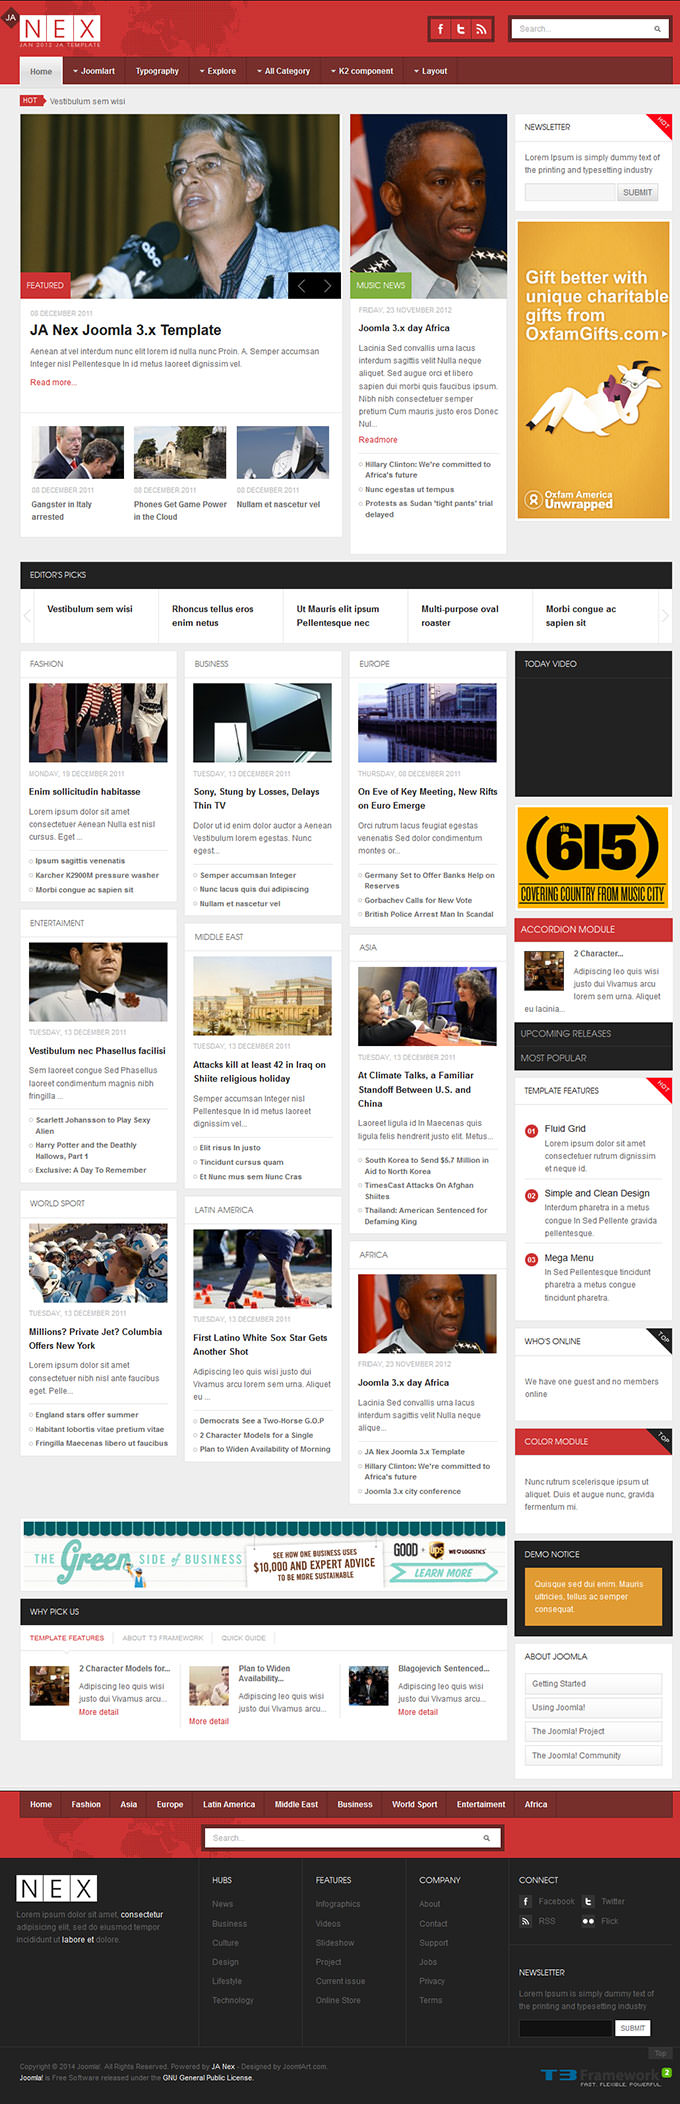 JA
NEX
JAN 2012 JA TEMPLATE
Search...
Home
Joomlart
Typography
Explore
All Category
K2 component
Layout
HOT
Vestibulum sem wisi
abc
FEATURED
08 DECEMBER 2011
JA Nex Joomla 3.x Template
Aenean at vel interdum nunc elit lorem id nulla nunc Proin. A. Semper accumsan
Integer nisl Pellentesque In id metus laoreet dignissim vel.
Read more...
08 DECEMBER 2011
Gangster in Italy
arrested
08 DECEMBER 2011
Phones Get Game Power
in the Cloud
08 DECEMBER 2011
Nullam et nascetur vel
MUSIC NEWS
FRIDAY, 23 NOVEMBER 2012
Joomla 3.x day Africa
Lacinia Sed convallis urna lacus
interdum sagittis velit Nulla neque
aliquet. Sed augue orci et libero
sapien dui morbi quis faucibus ipsum.
Nibh nibh consectetuer semper
pretium Cum mauris justo eros Donec
Nul...
Readmore
Hillary Clinton: We're committed to
Africa's future
Nunc egestas ut tempus
Protests as Sudan 'tight pants' trial
delayed
NEWSLETTER
HOT
Lorem Ipsum is simply dummy text of
the printing and typesetting industry
SUBMIT
Gift better with
unique charitable
gifts from
OxfamGifts.com
Oxfam America
Unwrapped
EDITOR'S PICKS
Vestibulum sem wisi
Rhoncus tellus eros
enim netus
Ut Mauris elit ipsum
Pellentesque nec
Multi-purpose oval
roaster
Morbi congue ac
sapien sit
FASHION
MONDAY, 19 DECEMBER 2011
Enim sollicitudin habitasse
Lorem ipsum dolor sit amet
consectetuer Aenean Nulla est nisl
cursus. Eget ...
Ipsum sagittis venenatis
Karcher K2900M pressure washer
Morbi congue ac sapien sit
ENTERTAIMENT
TUESDAY, 13 DECEMBER 2011
Vestibulum nec Phasellus facilisi
Sem laoreet congue Sed Phasellus
laoreet condimentum magnis nibh
fringilla ...
Scarlett Johansson to Play Sexy
Alien
Harry Potter and the Deathly
Hallows, Part 1
Exclusive: A Day To Remember
WORLD SPORT
TUESDAY, 13 DECEMBER 2011
Millions? Private Jet? Columbia
Offers New York
Lorem ipsum dolor sit amet
consectetuer nibh nisl ante faucibus
eget. Pelle...
England stars offer summer
Habitant lobortis vitae pretium vitae
Fringilla Maecenas libero ut faucibus
BUSINESS
TUESDAY, 13 DECEMBER 2011
Sony, Stung by Losses, Delays
Thin TV
Dolor ut id enim dolor auctor a Aenean
Vestibulum lorem egestas. Nunc
egest...
Semper accumsan Integer
Nunc lacus quis dui adipiscing
Nullam et nascetur vel
MIDDLE EAST
TUESDAY, 13 DECEMBER 2011
Attacks kill at least 42 in Iraq on
Shiite religious holiday
Semper accumsan Integer nisl
Pellentesque In id metus laoreet
dignissim vel...
Elit risus In justo
Tincidunt cursus quam
Et Nunc mus sem Nunc Cras
LATIN AMERICA
TUESDAY, 13 DECEMBER 2011
First Latino White Sox Star Gets
Another Shot
Adipiscing leo quis wisi justo dui
Vivamus arcu lorem sem urna. Aliquet
eu ...
Democrats See a Two-Horse G.O.P
2 Character Models for a Single
Plan to Widen Availability of Morning
EUROPE
THURSDAY, 08 DECEMBER 2011
On Eve of Key Meeting, New Rifts
on Euro Emerge
Orci rutrum lacus feugiat egestas
venenatis Sed dolor condimentum
montes or...
Germany Set to Offer Banks Help on
Reserves
Gorbachev Calls for New Vote
British Police Arrest Man In Scandal
ASIA
TUESDAY, 13 DECEMBER 2011
At Climate Talks, a Familiar
Standoff Between U.S. and
China
Laoreet ligula id In Maecenas quis
ligula felis hendrerit justo elit. Metus...
South Korea to Send $5.7 Million in
Aid to North Korea
TimesCast Attacks On Afghan
Shiites
Thailand: American Sentenced for
Defaming King
AFRICA
FRIDAY, 23 NOVEMBER 2012
Joomla 3.x day Africa
Lacinia Sed convallis urna lacus
interdum sagittis velit Nulla neque
alique...
JA Nex Joomla 3.x Template
Hillary Clinton: We're committed to
Africa's future
Joomla 3.x city conference
TODAY VIDEO
the
(615)
COVERING COUNTRY FROM MUSIC CITY
ACCORDION MODULE
2 Character...
Adipiscing leo quis wisi
justo dui Vivamus arcu
lorem sem urna. Aliquet
eu lacinia...
UPCOMING RELEASES
MOST POPULAR
TEMPLATE FEATURES
HOT
01
Fluid Grid
Lorem ipsum dolor sit amet
consectetuer rutrum dignissim
et neque id.
02
Simple and Clean Design
Interdum pharetra in a metus
congue In Sed Pellente gravida
pellentesque.
03
Mega Menu
In Sed Pellentesque tincidunt
pharetra a metus congue
tincidunt pharetra.
WHO'S ONLINE
TOP
We have one guest and no members
online
COLOR MODULE
TOP
Nunc rutrum scelerisque ipsum ut
aliquet. Duis et augue nunc, gravida
fermentum mi.
DEMO NOTICE
Quisque sed dui enim. Mauris
ultricies, tellus ac semper
consequat.
ABOUT JOOMLA
Getting Started
Using Joomla!
The Joomla! Project
The Joomla! Community
THE Green SIDE of BUSINESS
SEE HOW ONE BUSINESS USES
$10,000 AND EXPERT ADVICE
TO BE MORE SUSTAINABLE
GOOD + ups WE ♥ LOGISTICS
LEARN MORE
WHY PICK US
TEMPLATE FEATURES
ABOUT T3 FRAMEWORK
QUICK GUIDE
2 Character Models for...
Adipiscing leo quis wisi
justo dui Vivamus arcu...
More detail
Plan to Widen
Availability...
Adipiscing leo quis wisi
justo dui Vivamus arcu...
More detail
Blagojevich Sentenced...
Adipiscing leo quis wisi
justo dui Vivamus arcu...
More detail
Home
Fashion
Asia
Europe
Latin America
Middle East
Business
World Sport
Entertaiment
Africa
Search...
NEX
Lorem ipsum dolor sit amet, consectetur
adipisicing elit, sed do eiusmod tempor
incididunt ut labore et dolore.
HUBS
News
Business
Culture
Design
Lifestyle
Technology
FEATURES
Infographics
Videos
Slideshow
Project
Current issue
Online Store
COMPANY
About
Contact
Support
Jobs
Privacy
Terms
CONNECT
Facebook
Twitter
RSS
Flick
NEWSLETTER
Lorem Ipsum is simply dummy text of
the printing and typesetting industry
SUBMIT
Top
Copyright © 2014 Joomla!. All Rights Reserved. Powered by JA Nex - Designed by JoomlArt.com.
Joomla! is Free Software released under the GNU General Public License.
T3 Framework 2
FAST. FLEXIBLE. POWERFUL.